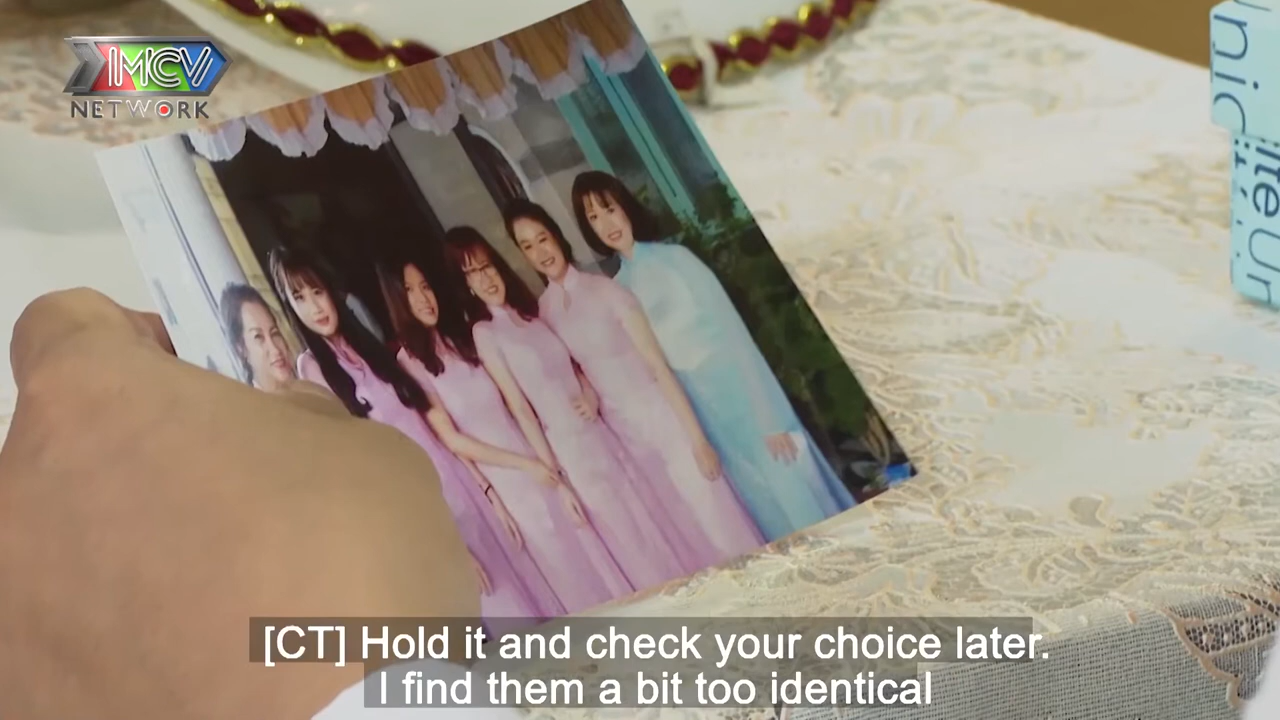 MCV
NETWORK
[CT] Hold it and check your choice later.
I find them a bit too identical